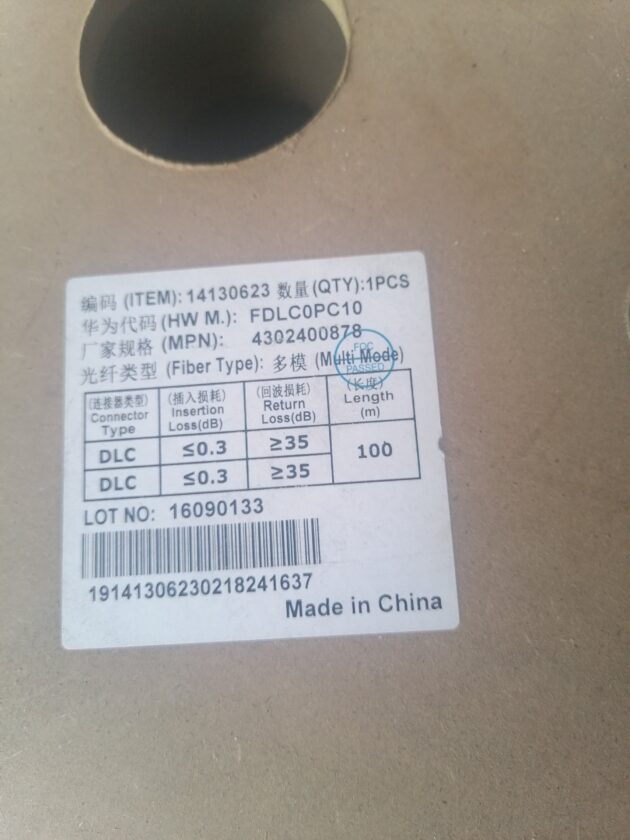 编码 (ITEM): 14130623 数量(QTY):1PCS
华为代码(HW M.): FDLC0PC10
厂家规格 (MPN): 4302400878
光纤类型 (Fiber Type): 多模 (Multi Mode)
FOC
PASSED
(连接器类型) Connector Type
(插入损耗) Insertion Loss(dB)
(回波损耗) Return Loss(dB)
(长度) Length (m)
DLC ≤0.3 ≥35 100
DLC ≤0.3 ≥35
LOT NO: 16090133
19141306230218241637
Made in China